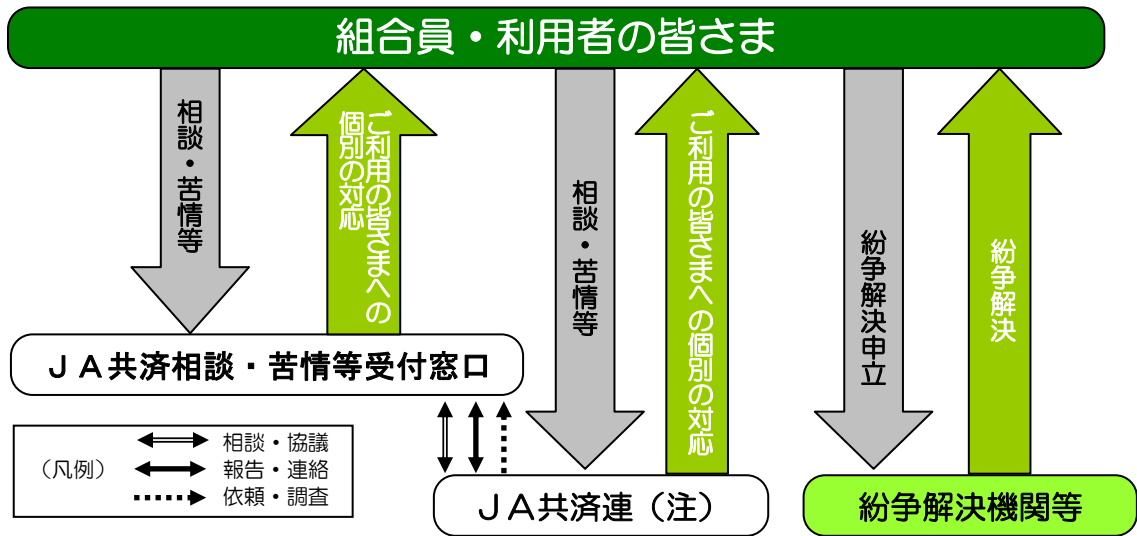 組合員・利用者の皆さま
相談・苦情等
ご利用の皆さまへの
個別の対応
相談・苦情等
ご利用の皆さまへの個別の対応
紛争解決申立
紛争解決
ＪＡ共済相談・苦情等受付窓口
（凡例）
相談・協議
報告・連絡
依頼・調査
ＪＡ共済連（注）
紛争解決機関等